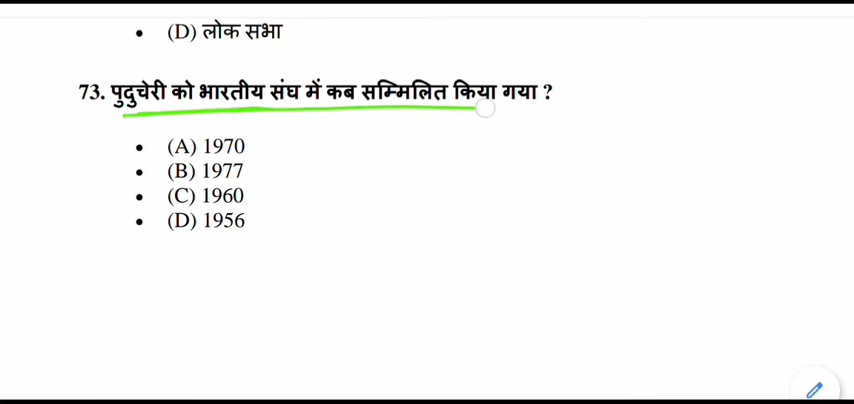 • (D) लोक सभा
73. पुदुचेरी को भारतीय संघ में कब सम्मिलित किया गया ?
• (A) 1970
• (B) 1977
• (C) 1960
• (D) 1956